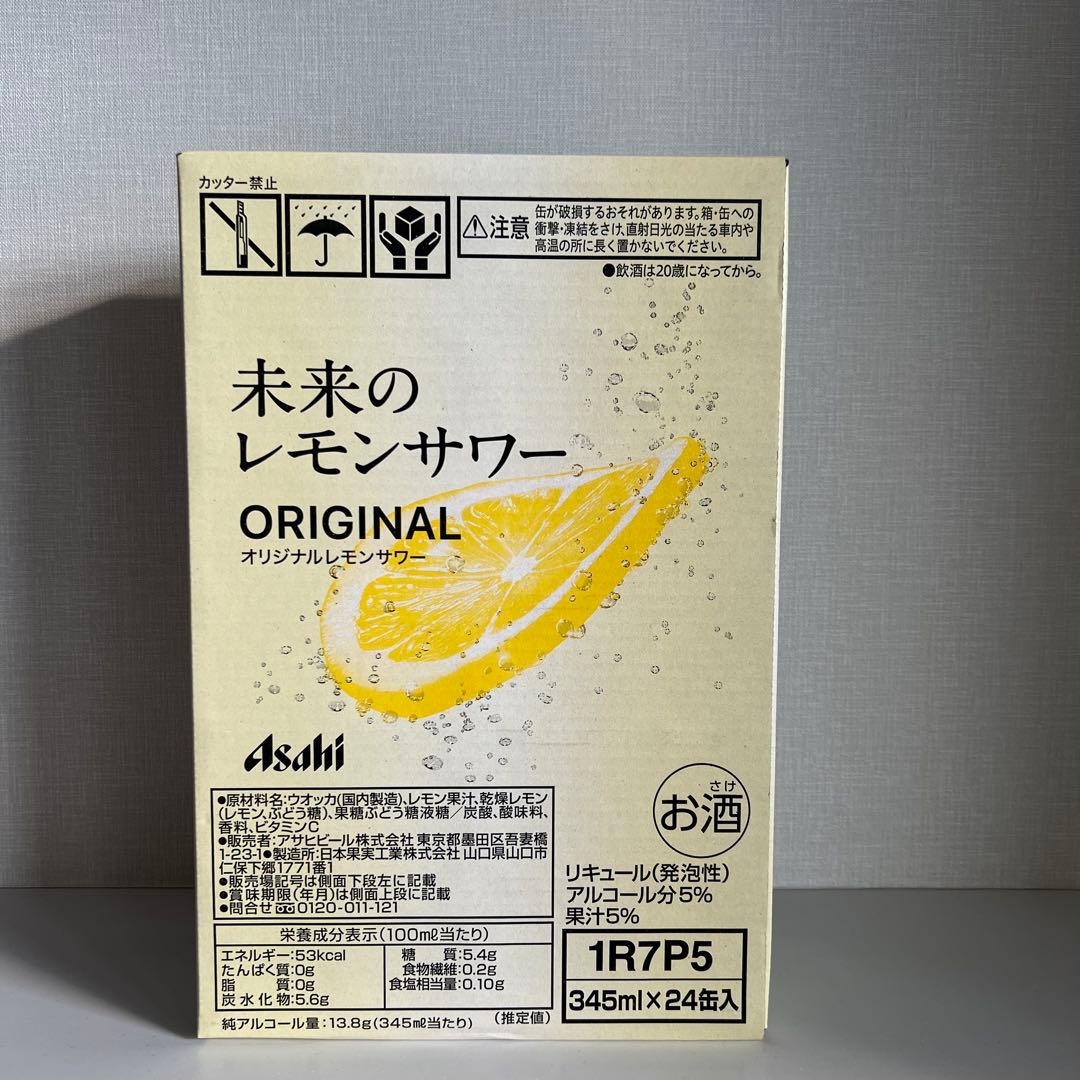 カッター禁止
注意
缶が破損するおそれがあります。箱・缶への
衝撃・凍結をさけ、直射日光の当たる車内や
高温の所に長く置かないでください。
●飲酒は20歳になってから。
未来の
レモンサワー
ORIGINAL
オリジナルレモンサワー
Asahi
●原材料名:ウオッカ(国内製造)、レモン果汁、乾燥レモン
(レモン、ぶどう糖)、果糖ぶどう糖液糖/炭酸、酸味料、
香料、ビタミンC
●販売者:アサヒビール株式会社 東京都墨田区吾妻橋
1-23-1●製造所:日本果実工業株式会社 山口県山口市
仁保下郷1771番1
●販売場記号は側面下段左に記載
●賞味期限(年月)は側面上段に記載
●問合せ 0120-011-121
さけ
お酒
リキュール(発泡性)
アルコール分5%
果汁5%
栄養成分表示(100ml当たり)
エネルギー:53kcal
たんぱく質:0g
脂 質:0g
炭水化物:5.6g
糖 質:5.4g
食物繊維:0.2g
食塩相当量:0.10g
純アルコール量:13.8g(345ml当たり) (推定値)
1R7P5
345ml×24缶入